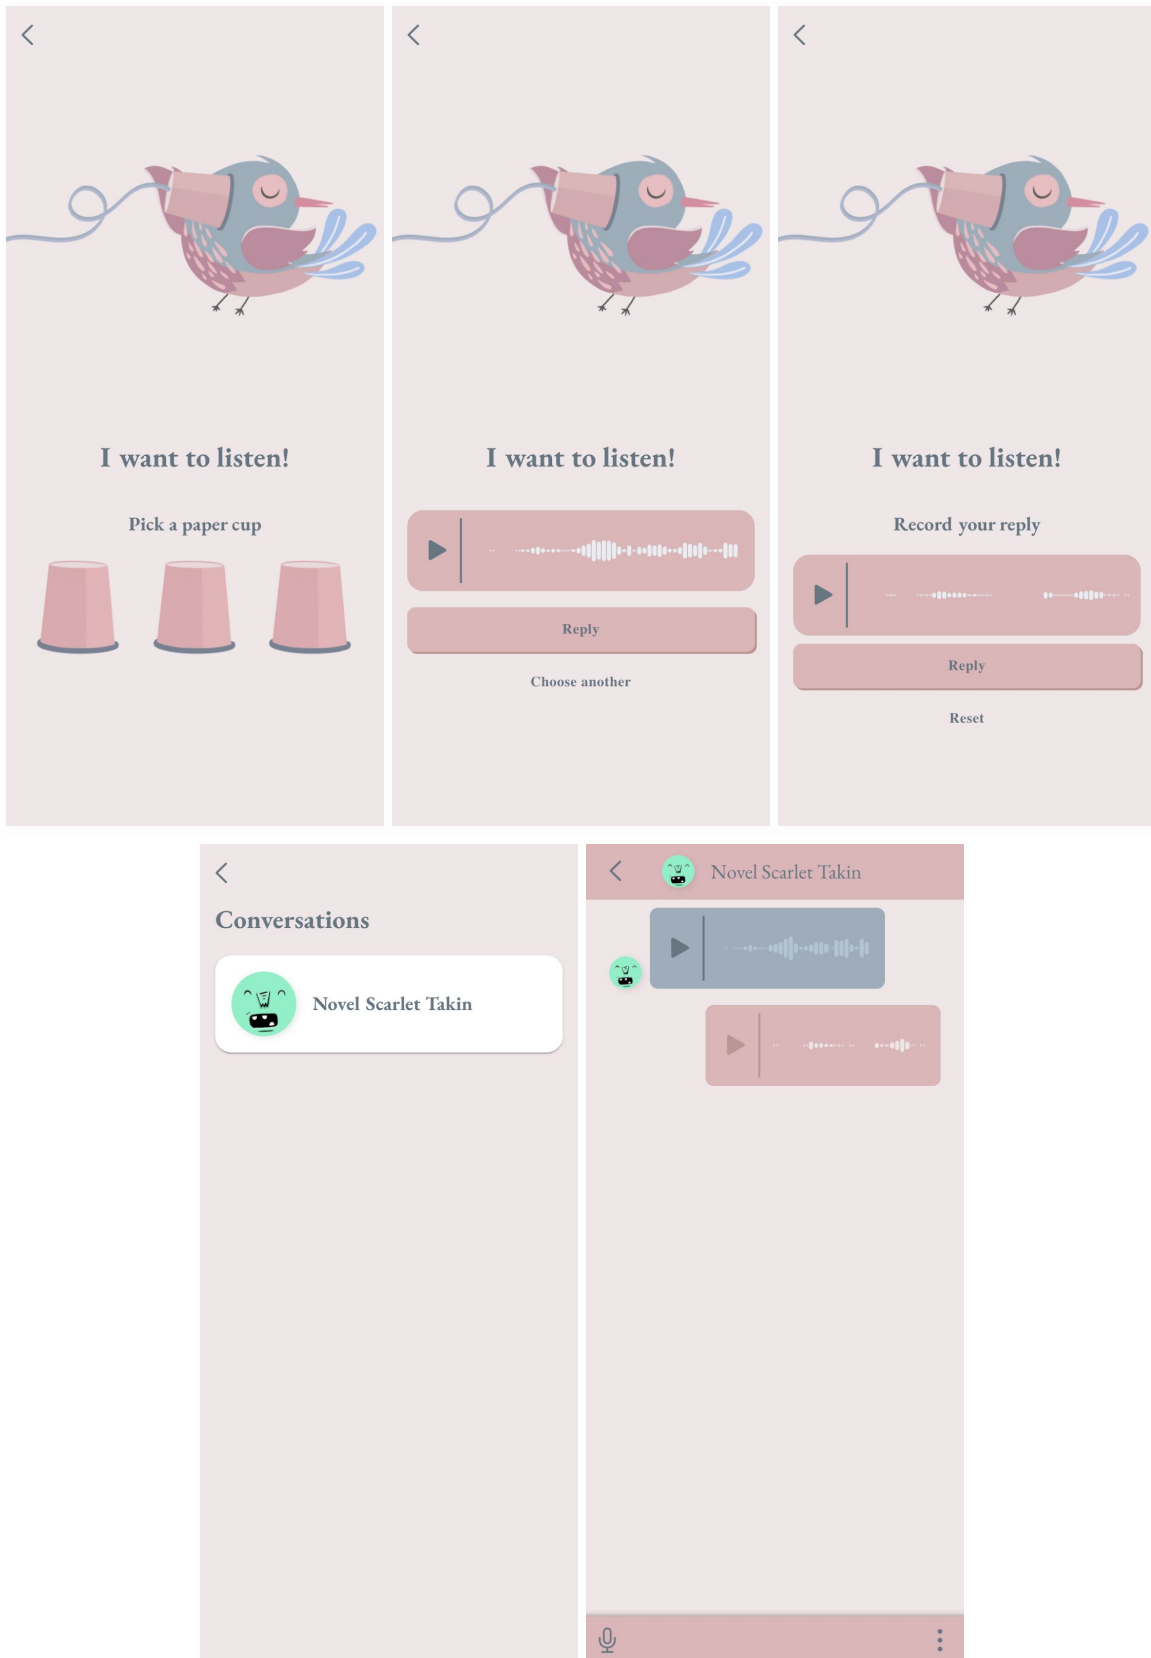 I want to listen!
Pick a paper cup
I want to listen!
Reply
Choose another
I want to listen!
Record your reply
Reply
Reset
Conversations
Novel Scarlet Takin
Novel Scarlet Takin